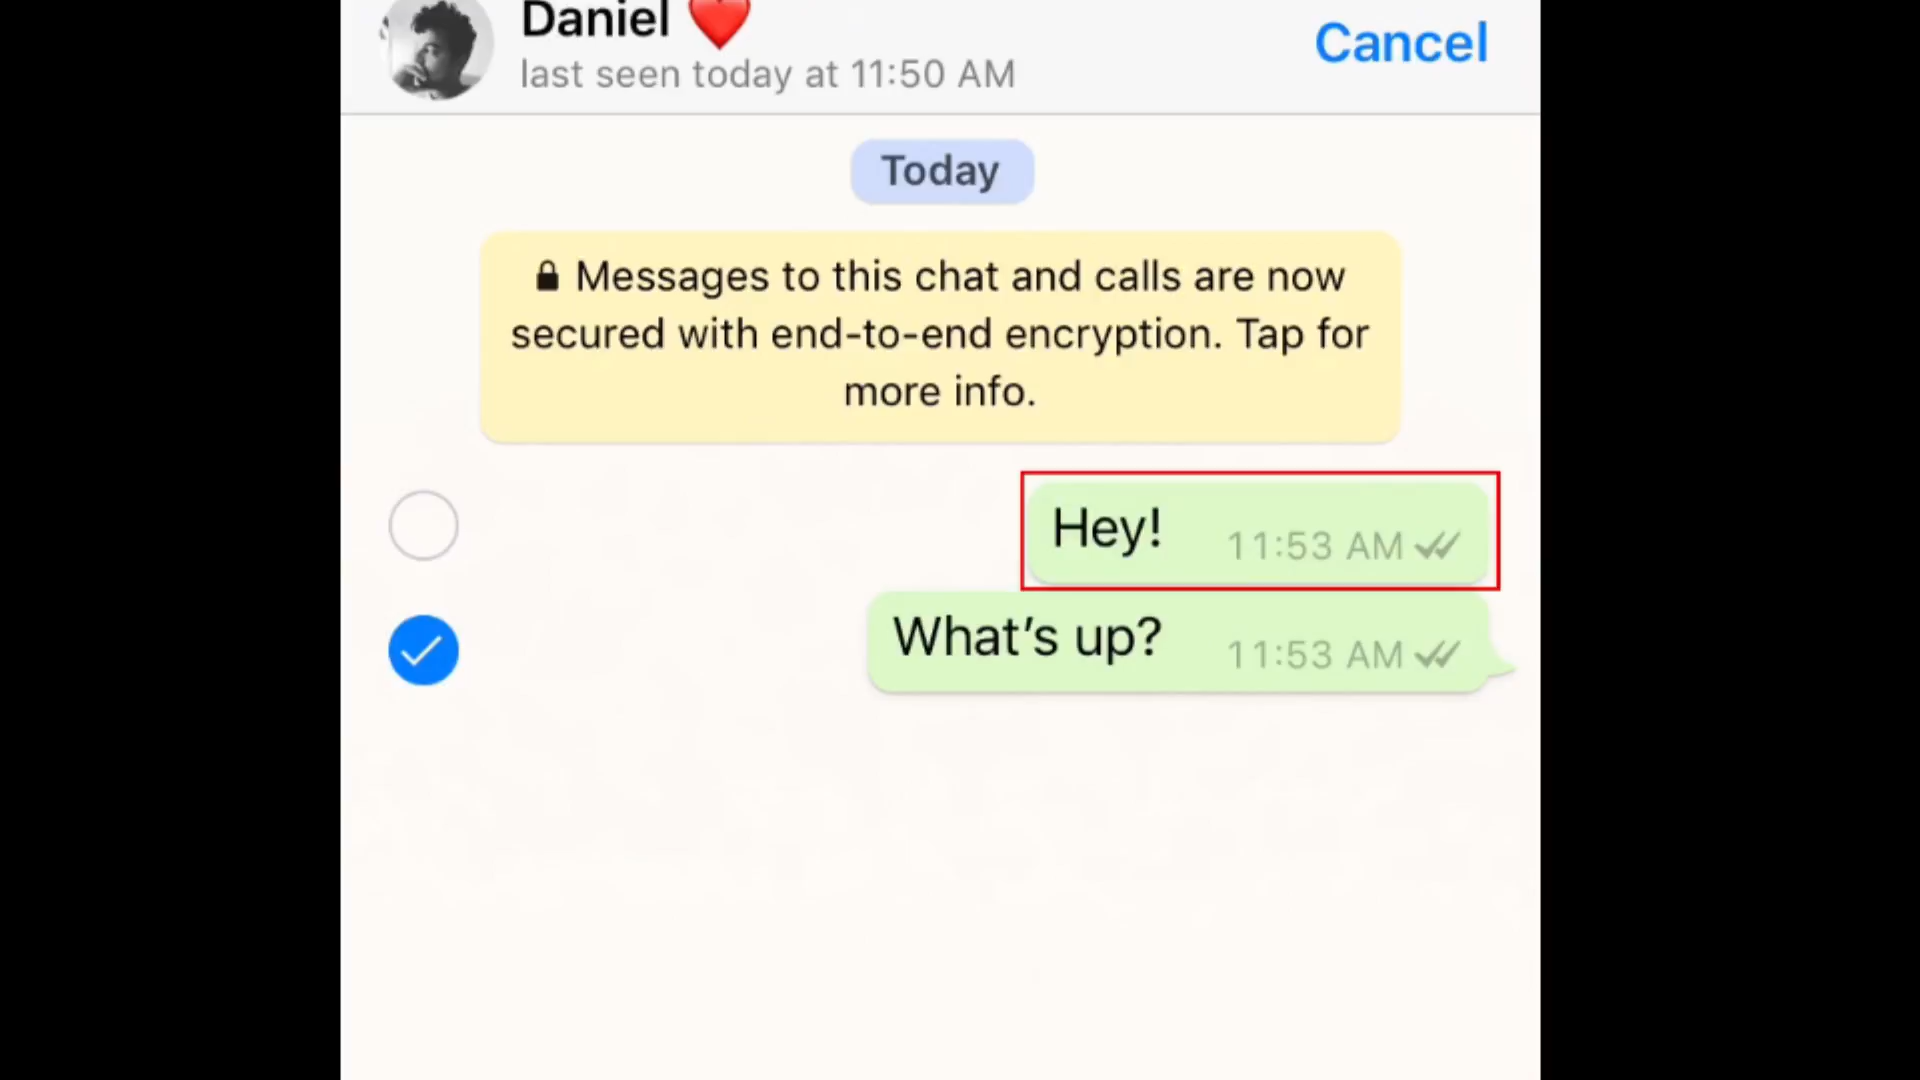 Daniel ❤️
last seen today at 11:50 AM
Cancel
Today
🔒 Messages to this chat and calls are now
secured with end-to-end encryption. Tap for
more info.
Hey! 11:53 AM
What’s up? 11:53 AM